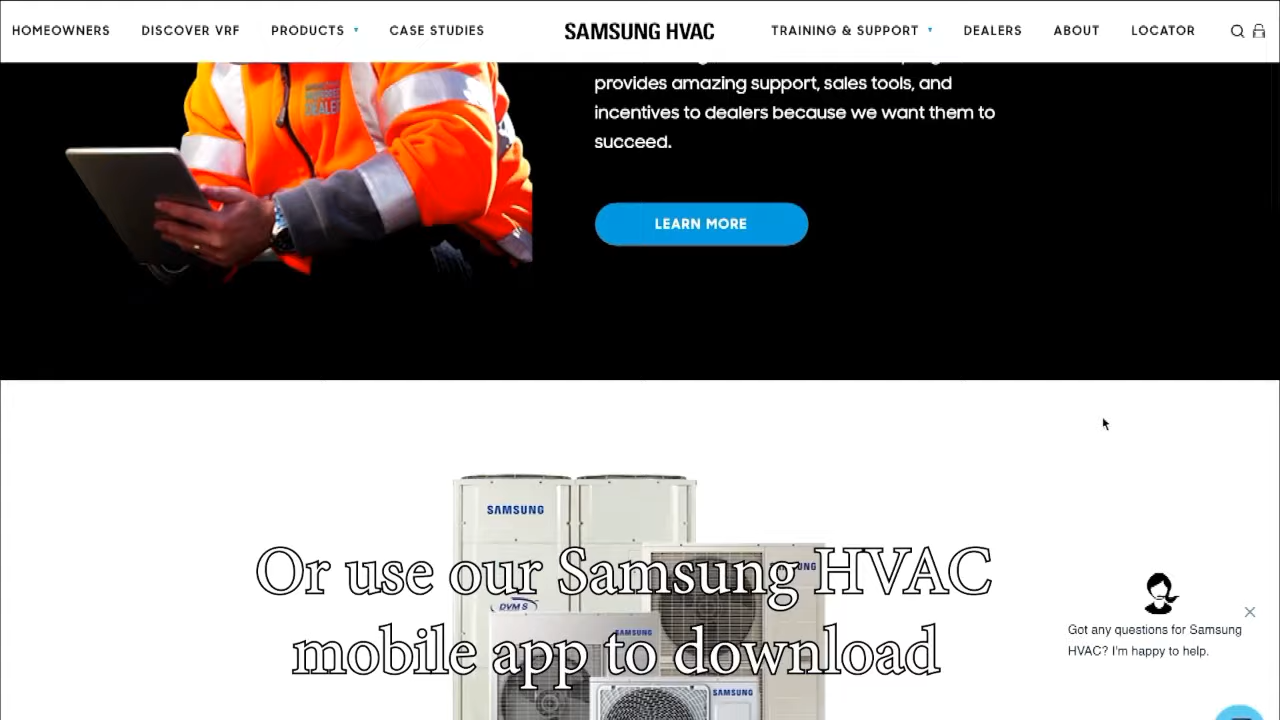 HOMEOWNERS DISCOVER VRF PRODUCTS CASE STUDIES SAMSUNG HVAC TRAINING & SUPPORT DEALERS ABOUT LOCATOR
provides amazing support, sales tools, and
incentives to dealers because we want them to
succeed.
LEARN MORE
SAMSUNG
DVM S
SAMSUNG
SAMSUNG
Or use our Samsung HVAC
mobile app to download
Got any questions for Samsung
HVAC? I'm happy to help.